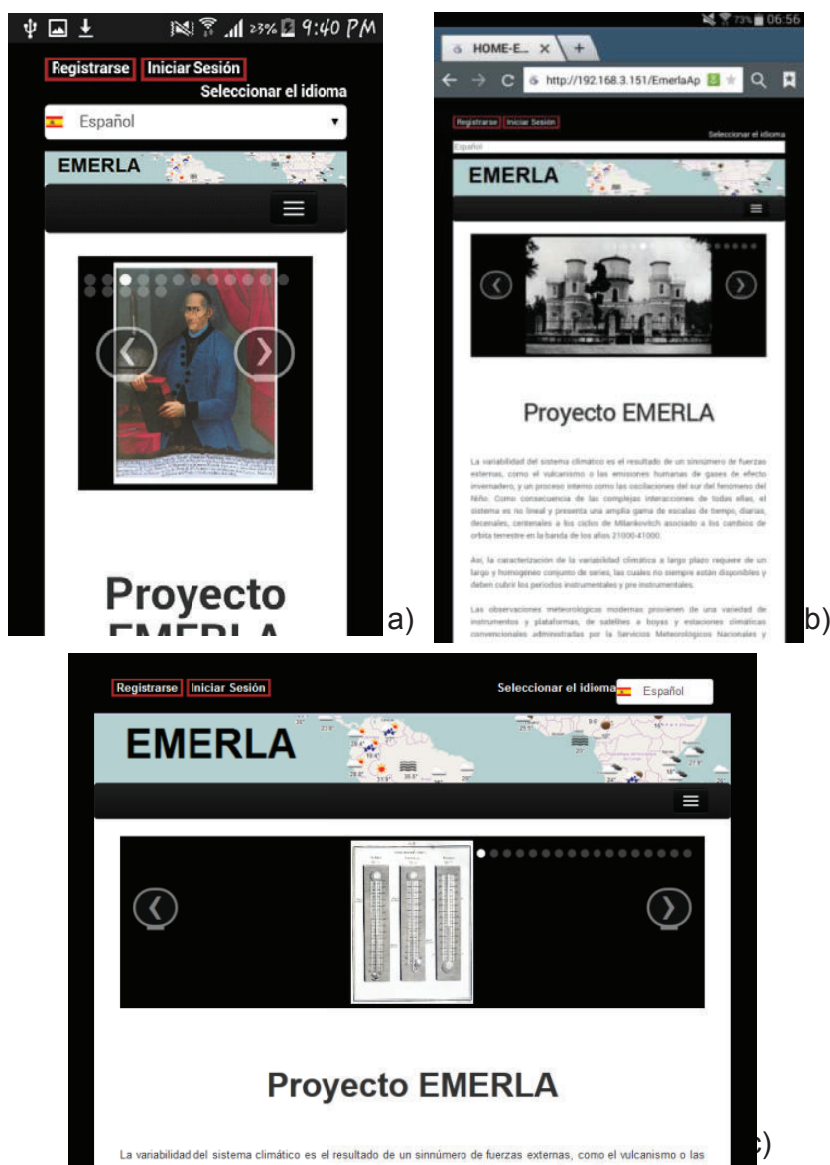 23% 9:40 PM
Registrarse Iniciar Sesión
Seleccionar el idioma
Español
EMERLA
Proyecto
EMERLA
a)
73% 06:56
HOME-E... × +
http://192.168.3.151/EmerlaAp
Registrarse Iniciar Sesión
Seleccionar el idioma
Español
EMERLA
Proyecto EMERLA
La variabilidad del sistema climático es el resultado de un sinnúmero de fuerzas
externas, como el vulcanismo o las emisiones humanas de gases de efecto
invernadero, y un proceso interno como las oscilaciones del sur del fenómeno del
Niño. Como consecuencia de las complejas interacciones de todas ellas, el
sistema es no lineal y presenta una amplia gama de escalas de tiempo, diarias,
decenales, centenales a los ciclos de Milankovitch asociado a los cambios de
orbita terrestre en la banda de los años 21000-41000.
Así, la caracterización de la variabilidad climática a largo plazo requiere de un
largo y homogéneo conjunto de series, las cuales no siempre están disponibles y
deben cubrir los periodos instrumentales y pre instrumentales.
Las observaciones meteorológicas modernas provienen de una variedad de
instrumentos y plataformas, de satélites a boyas y estaciones climáticas
convencionales administradas por la Servicios Meteorológicos Nacionales y
b)
Registrarse Iniciar Sesión
Seleccionar el idioma Español
EMERLA
Proyecto EMERLA
La variabilidad del sistema climático es el resultado de un sinnúmero de fuerzas externas, como el vulcanismo o las
c)